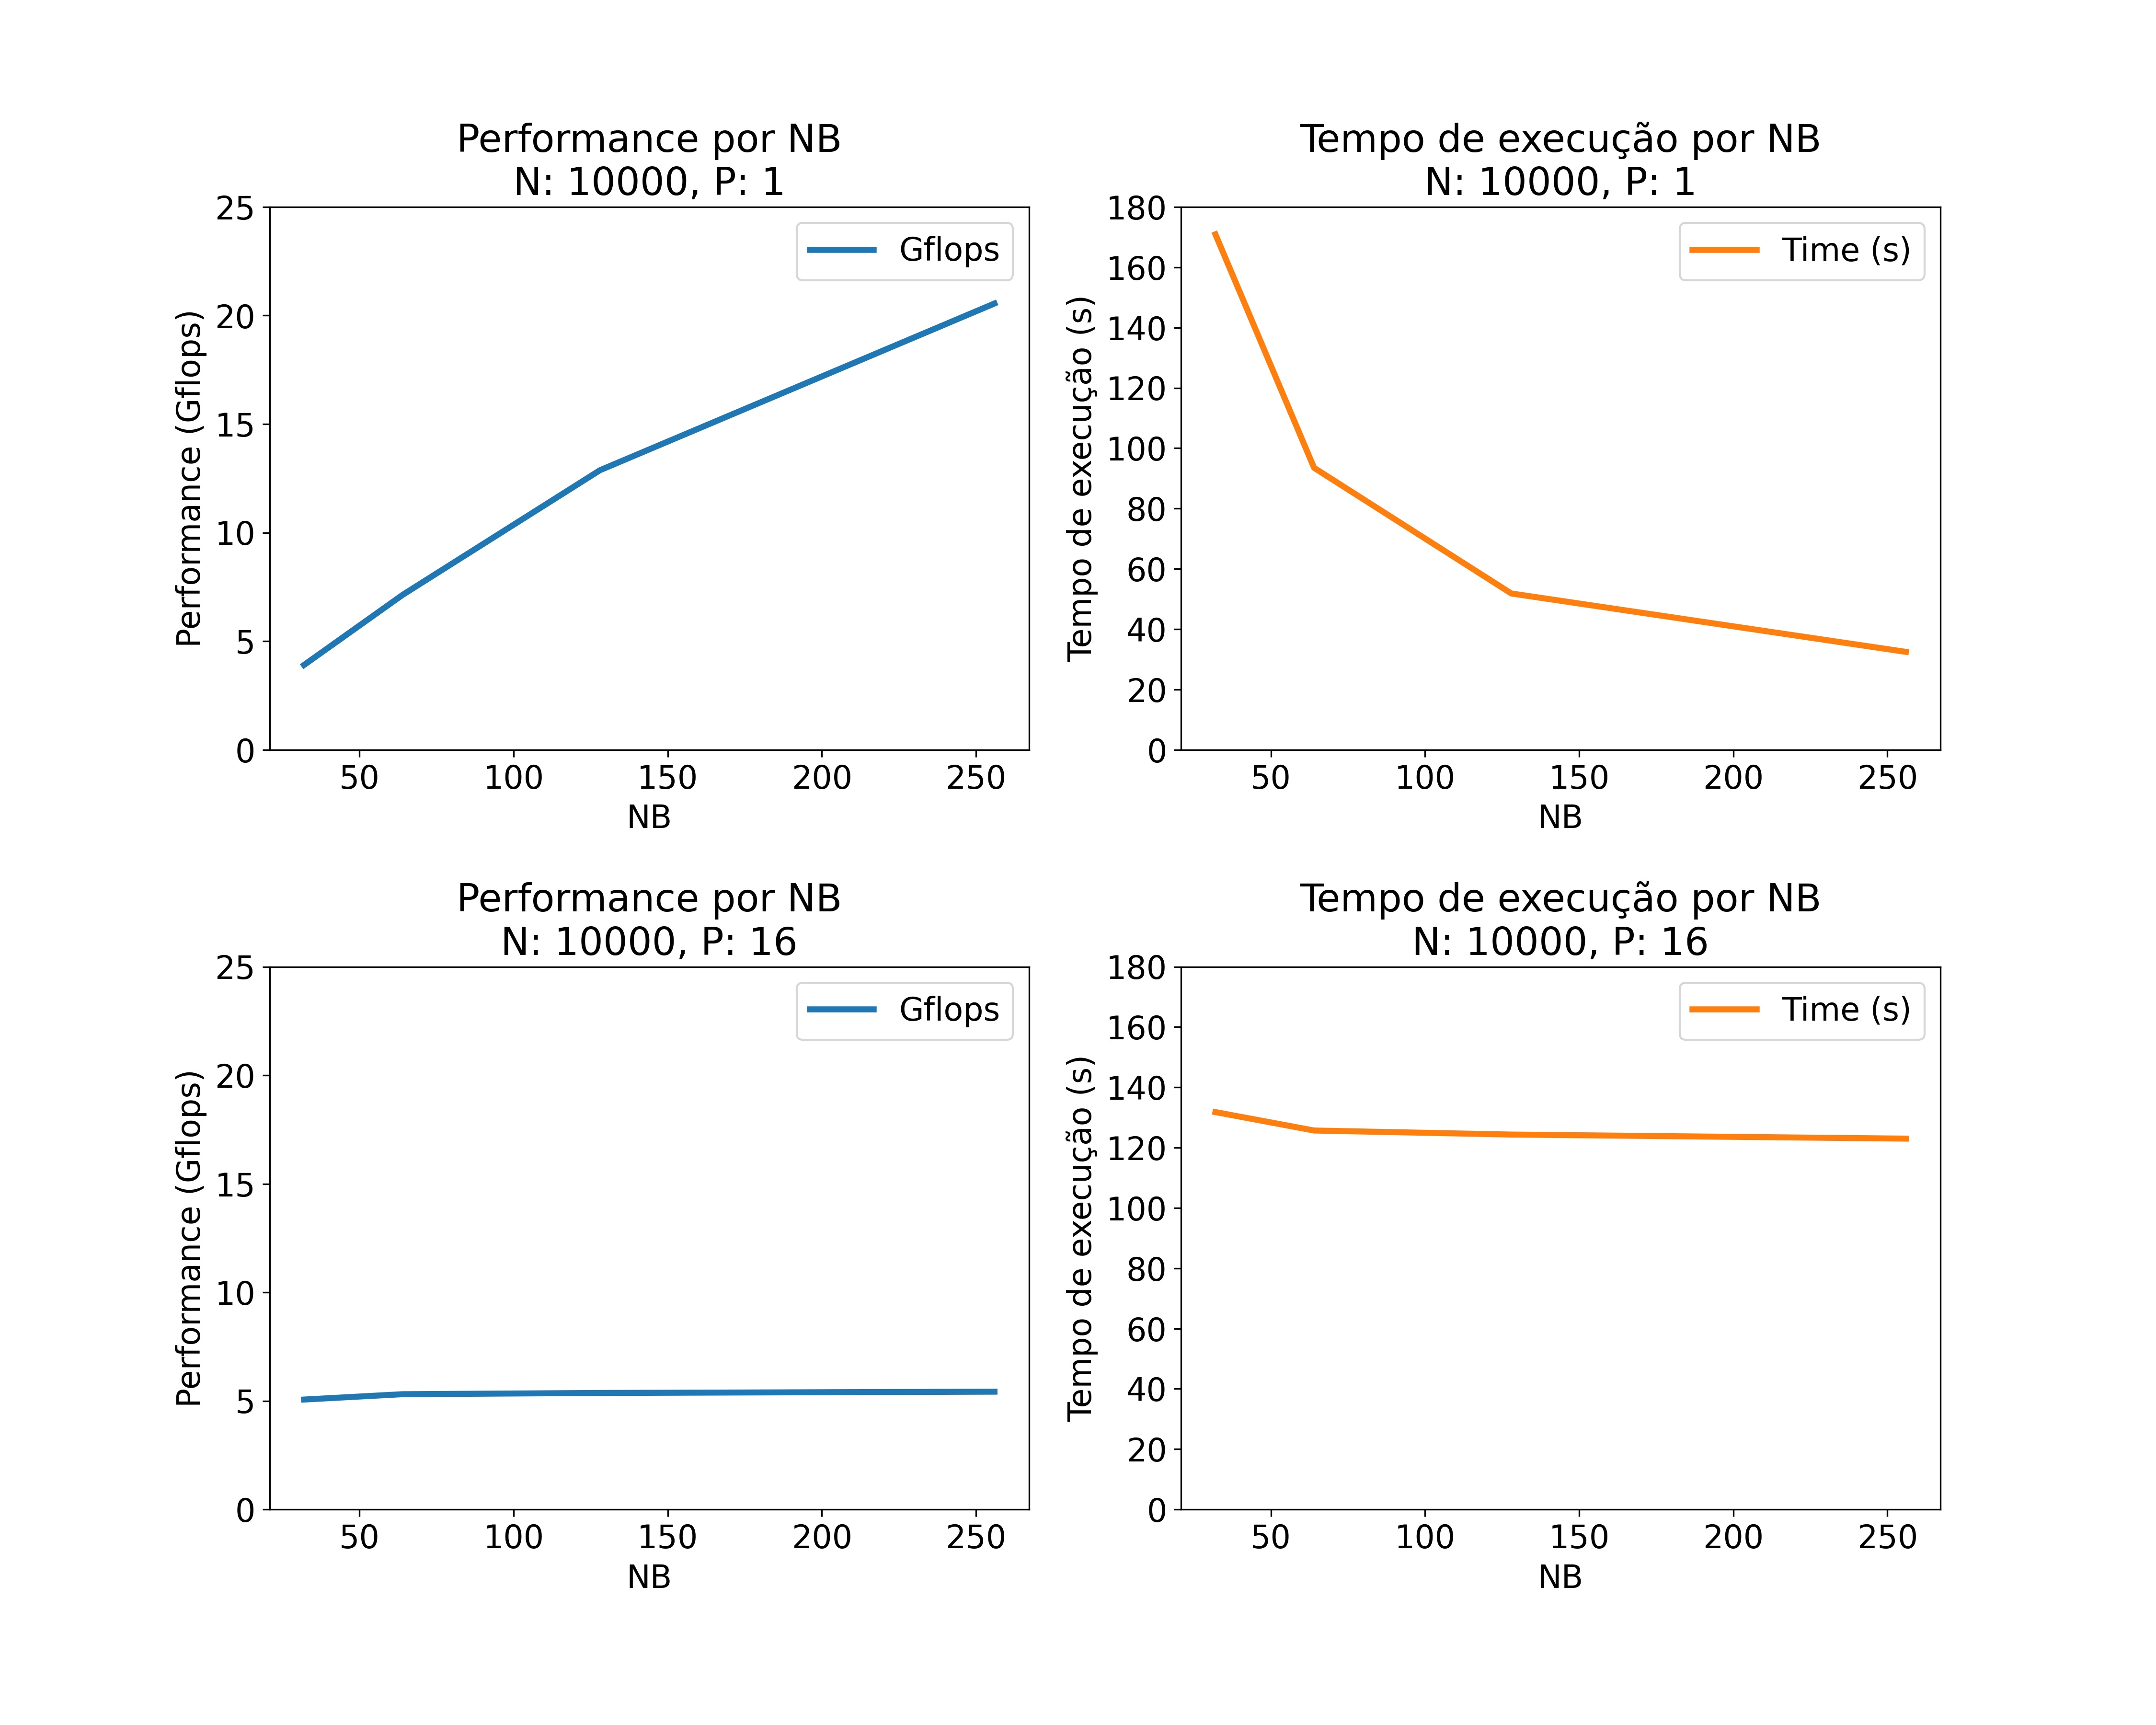 Performance por NB
N: 10000, P: 1
25
20
15
10
5
0
Performance (Gflops)
Gflops
50 100 150 200 250
NB
Tempo de execução por NB
N: 10000, P: 1
180
160
140
120
100
80
60
40
20
0
Tempo de execução (s)
Time (s)
50 100 150 200 250
NB
Performance por NB
N: 10000, P: 16
25
20
15
10
5
0
Performance (Gflops)
Gflops
50 100 150 200 250
NB
Tempo de execução por NB
N: 10000, P: 16
180
160
140
120
100
80
60
40
20
0
Tempo de execução (s)
Time (s)
50 100 150 200 250
NB